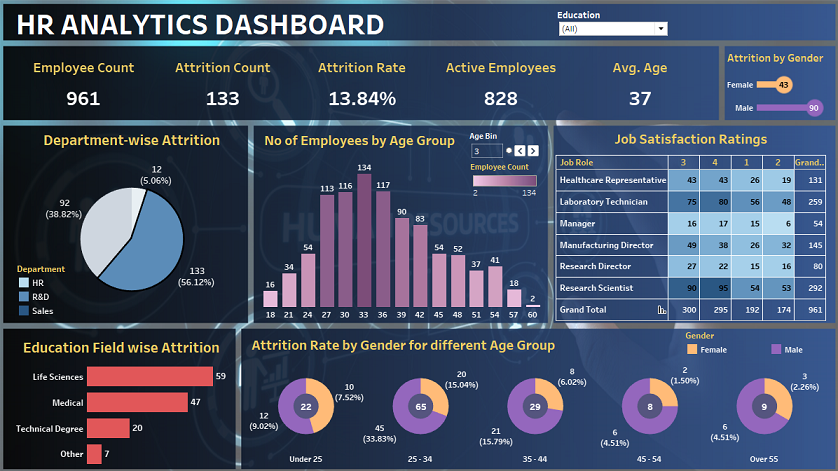 HR ANALYTICS DASHBOARD
Education
(All)
Employee Count
961
Attrition Count
133
Attrition Rate
13.84%
Active Employees
828
Avg. Age
37
Attrition by Gender
Female 43
Male 90
Department-wise Attrition
12
(5.06%)
92
(38.82%)
133
(56.12%)
Department
HR
R&D
Sales
No of Employees by Age Group
Age Bin
3
Employee Count
2 134
16 34 54 113 116 134 117 90 83 54 52 37 41 18 2
18 21 24 27 30 33 36 39 42 45 48 51 54 57 60
Job Satisfaction Ratings
Job Role 3 4 1 2 Grand..
Healthcare Representative 43 43 26 19 131
Laboratory Technician 75 80 56 48 259
Manager 16 17 15 6 54
Manufacturing Director 49 38 26 32 145
Research Director 27 22 15 16 80
Research Scientist 90 95 54 53 292
Grand Total 300 295 192 174 961
Education Field wise Attrition
Life Sciences 59
Medical 47
Technical Degree 20
Other 7
Attrition Rate by Gender for different Age Group
Gender
Female Male
10
(7.52%)
22
12
(9.02%)
Under 25
20
(15.04%)
65
45
(33.83%)
25 - 34
8
(6.02%)
29
21
(15.79%)
35 - 44
2
(1.50%)
8
6
(4.51%)
45 - 54
3
(2.26%)
9
6
(4.51%)
Over 55